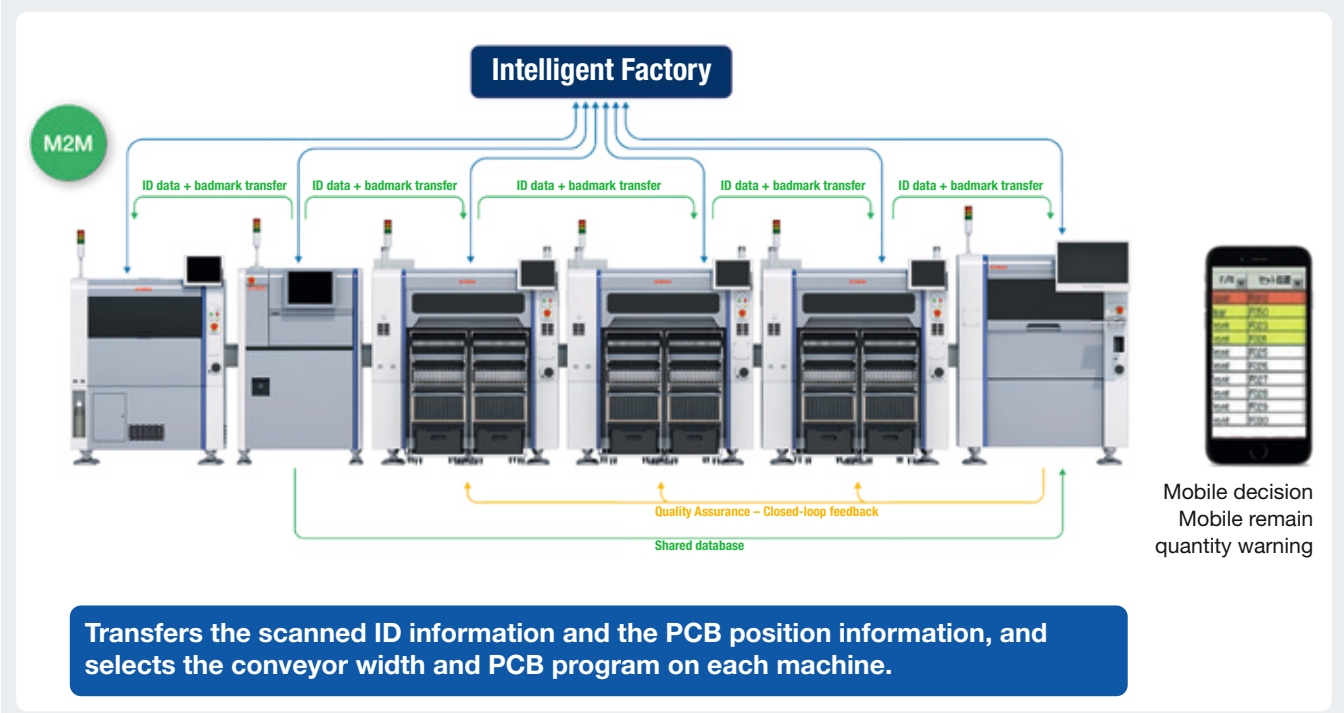 Intelligent Factory
M2M
ID data + badmark transfer
ID data + badmark transfer
ID data + badmark transfer
ID data + badmark transfer
ID data + badmark transfer
Quality Assurance – Closed-loop feedback
Shared database
Mobile decision
Mobile remain
quantity warning
Transfers the scanned ID information and the PCB position information, and
selects the conveyor width and PCB program on each machine.